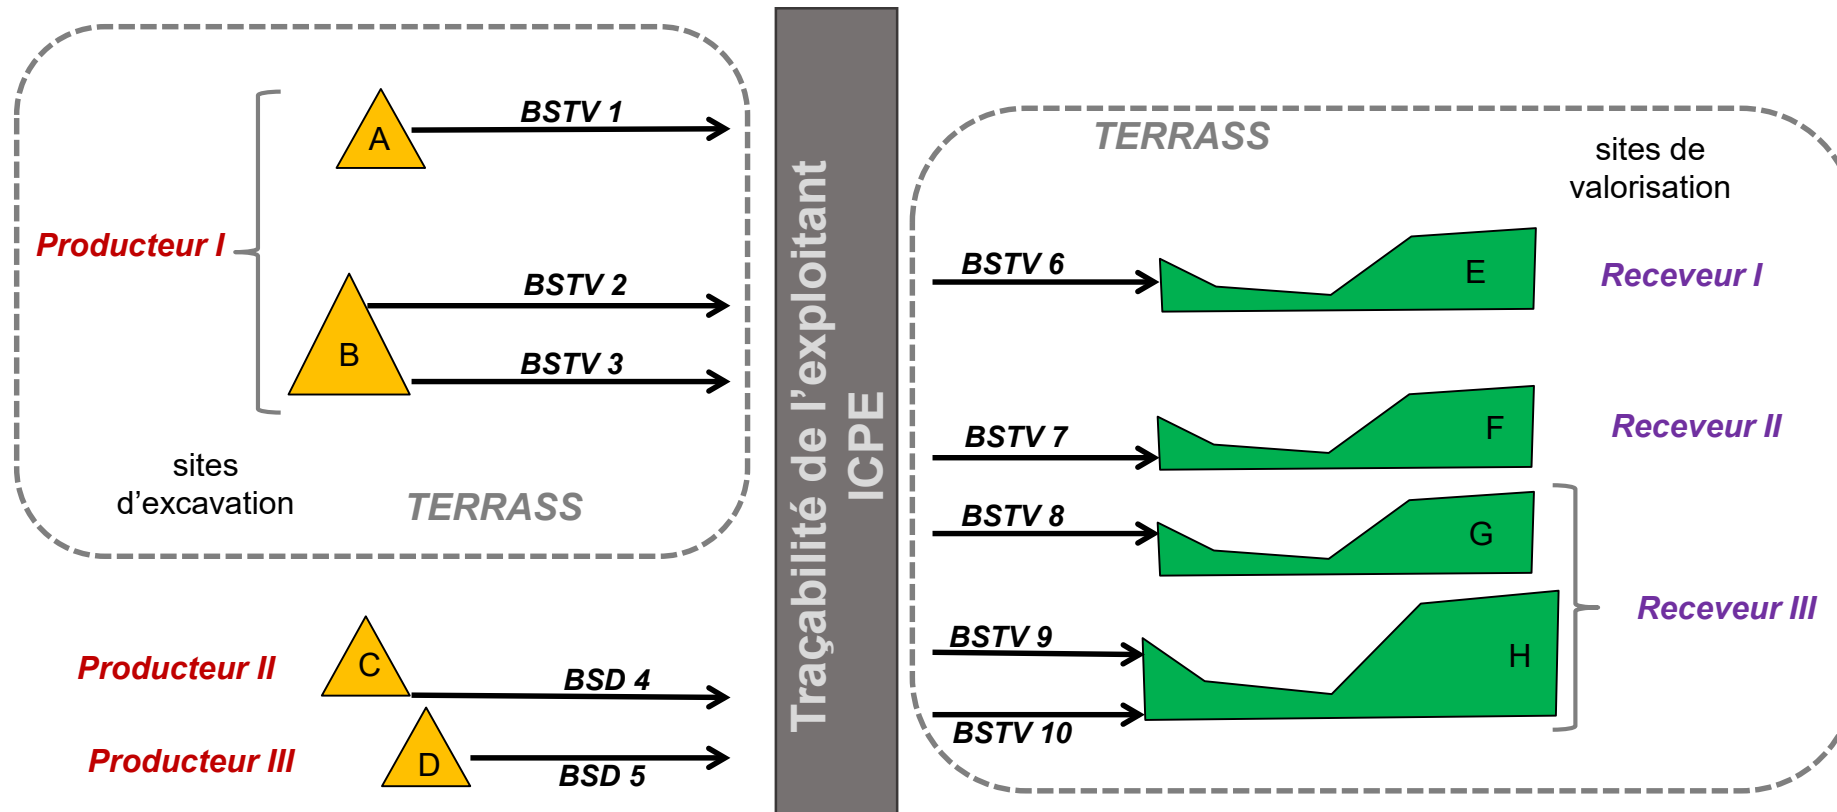 BSTV 1
A
Producteur I
BSTV 2
B
BSTV 3
sites
d’excavation
TERRASS
Producteur II
C
BSD 4
Producteur III
D
BSD 5
Traçabilité de l’exploitant
ICPE
TERRASS
sites de
valorisation
BSTV 6
E
Receveur I
BSTV 7
F
Receveur II
BSTV 8
G
BSTV 9
H
Receveur III
BSTV 10